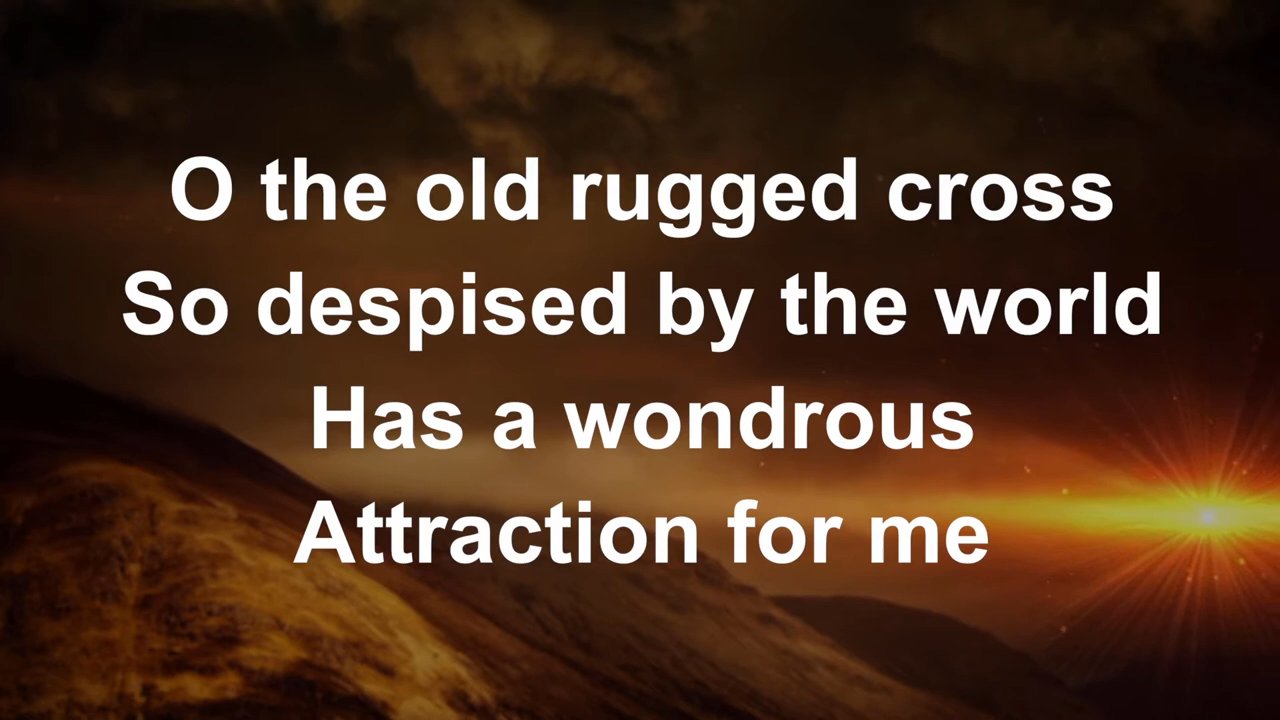 O the old rugged cross
So despised by the world
Has a wondrous
Attraction for me